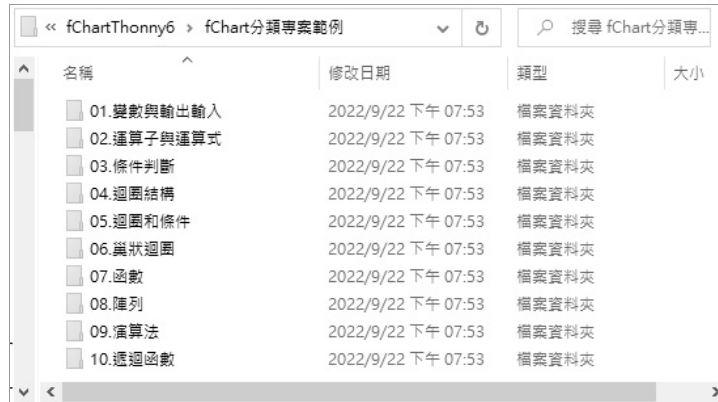 « fChartThonny6 › fChart分類專案範例 搜尋 fChart分類專...
名稱 修改日期 類型 大小
01.變數與輸出輸入 2022/9/22 下午 07:53 檔案資料夾
02.運算子與運算式 2022/9/22 下午 07:53 檔案資料夾
03.條件判斷 2022/9/22 下午 07:53 檔案資料夾
04.迴圈結構 2022/9/22 下午 07:53 檔案資料夾
05.迴圈和條件 2022/9/22 下午 07:53 檔案資料夾
06.巢狀迴圈 2022/9/22 下午 07:53 檔案資料夾
07.函數 2022/9/22 下午 07:53 檔案資料夾
08.陣列 2022/9/22 下午 07:53 檔案資料夾
09.演算法 2022/9/22 下午 07:53 檔案資料夾
10.遞迴函數 2022/9/22 下午 07:53 檔案資料夾